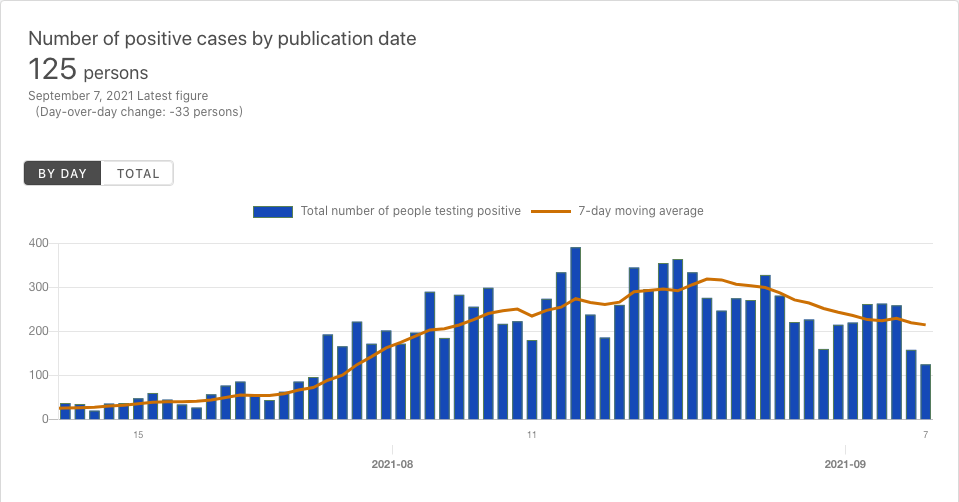 Number of positive cases by publication date
125 persons
September 7, 2021 Latest figure
(Day-over-day change: -33 persons)
BY DAY TOTAL
Total number of people testing positive 7-day moving average
400
300
200
100
0
15 11 7
2021-08 2021-09